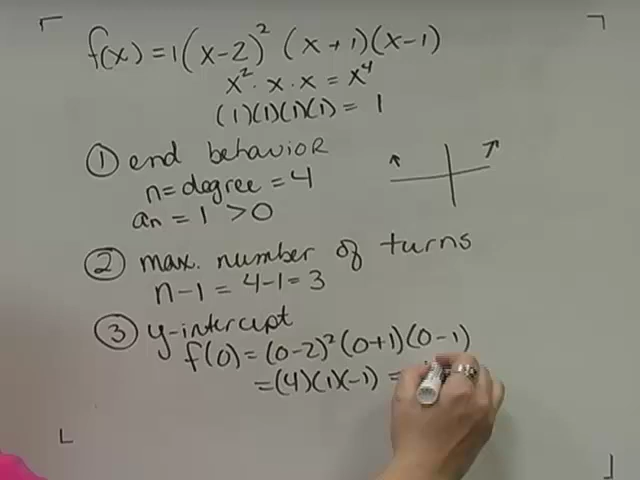 f(x) = 1(x-2)² (x+1)(x-1)
x² · x · x = x⁴
(1)(1)(1)(1) = 1
① end behavior
n = degree = 4
aₙ = 1 > 0
② max. number of turns
n-1 = 4-1 = 3
③ y-intercept
f(0) = (0-2)² (0+1)(0-1)
= (4)(1)(-1) =